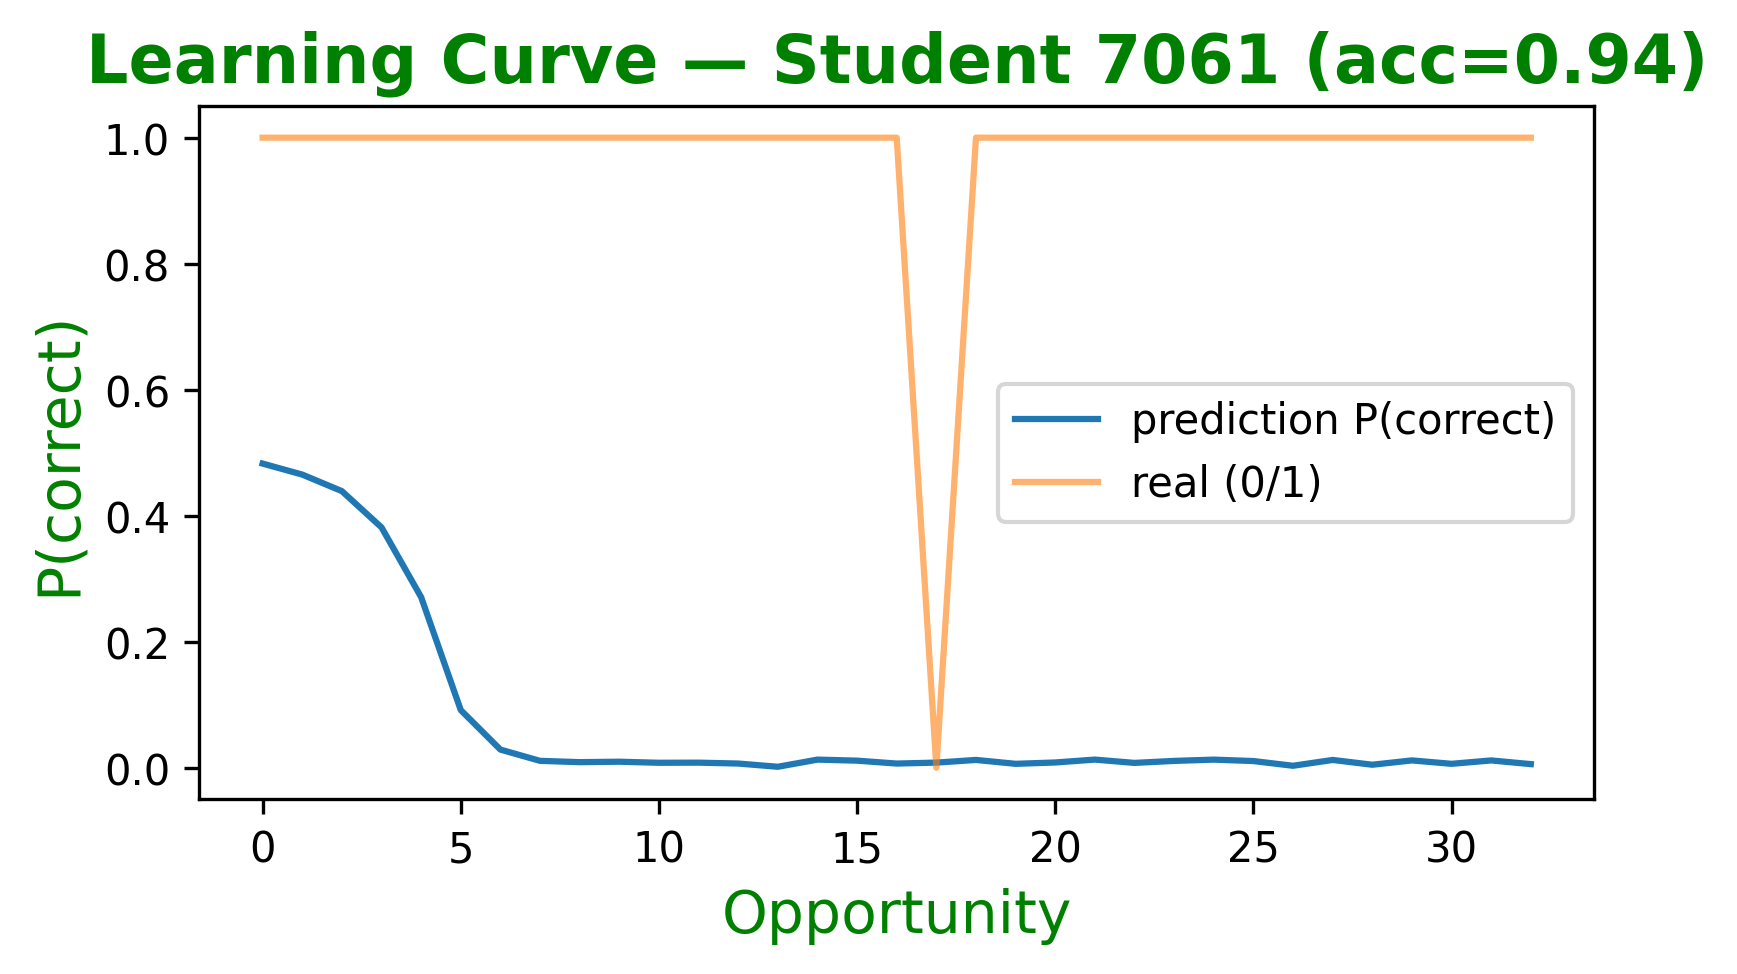 Learning Curve — Student 7061 (acc=0.94)
P(correct)
1.0
0.8
0.6
0.4
0.2
0.0
prediction P(correct)
real (0/1)
0 5 10 15 20 25 30
Opportunity